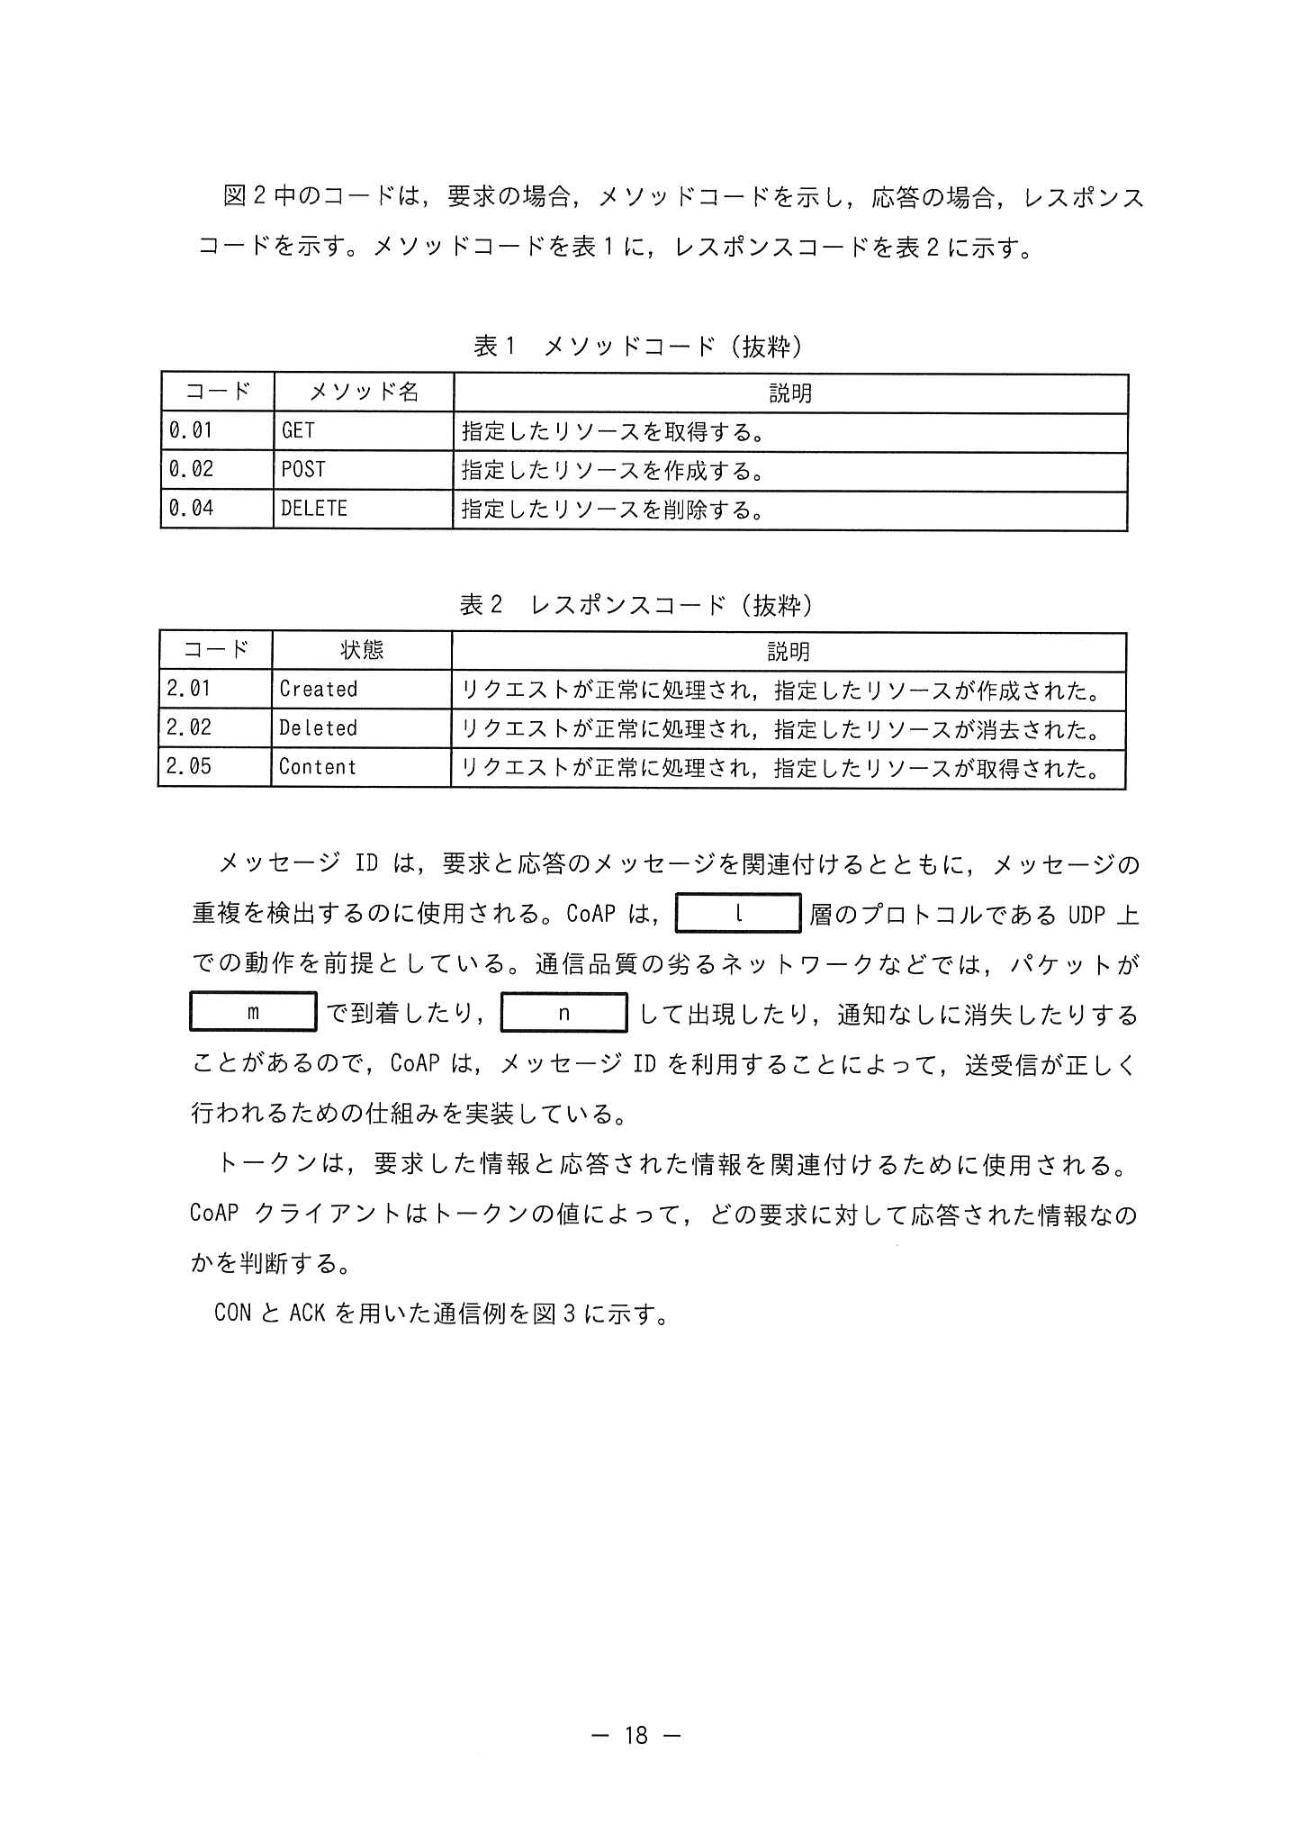 図2中のコードは，要求の場合，メソッドコードを示し，応答の場合，レスポンス
コードを示す。メソッドコードを表1に，レスポンスコードを表2に示す。
表1　メソッドコード（抜粋）
コード　メソッド名　説明
0.01　GET　指定したリソースを取得する。
0.02　POST　指定したリソースを作成する。
0.04　DELETE　指定したリソースを削除する。
表2　レスポンスコード（抜粋）
コード　状態　説明
2.01　Created　リクエストが正常に処理され，指定したリソースが作成された。
2.02　Deleted　リクエストが正常に処理され，指定したリソースが消去された。
2.05　Content　リクエストが正常に処理され，指定したリソースが取得された。
メッセージ ID は，要求と応答のメッセージを関連付けるとともに，メッセージの
重複を検出するのに使用される。CoAP は， l 層のプロトコルである UDP 上
での動作を前提としている。通信品質の劣るネットワークなどでは，パケットが
m で到着したり， n して出現したり，通知なしに消失したりする
ことがあるので，CoAP は，メッセージ ID を利用することによって，送受信が正しく
行われるための仕組みを実装している。
トークンは，要求した情報と応答された情報を関連付けるために使用される。
CoAP クライアントはトークンの値によって，どの要求に対して応答された情報なの
かを判断する。
CON と ACK を用いた通信例を図3に示す。
－ 18 －